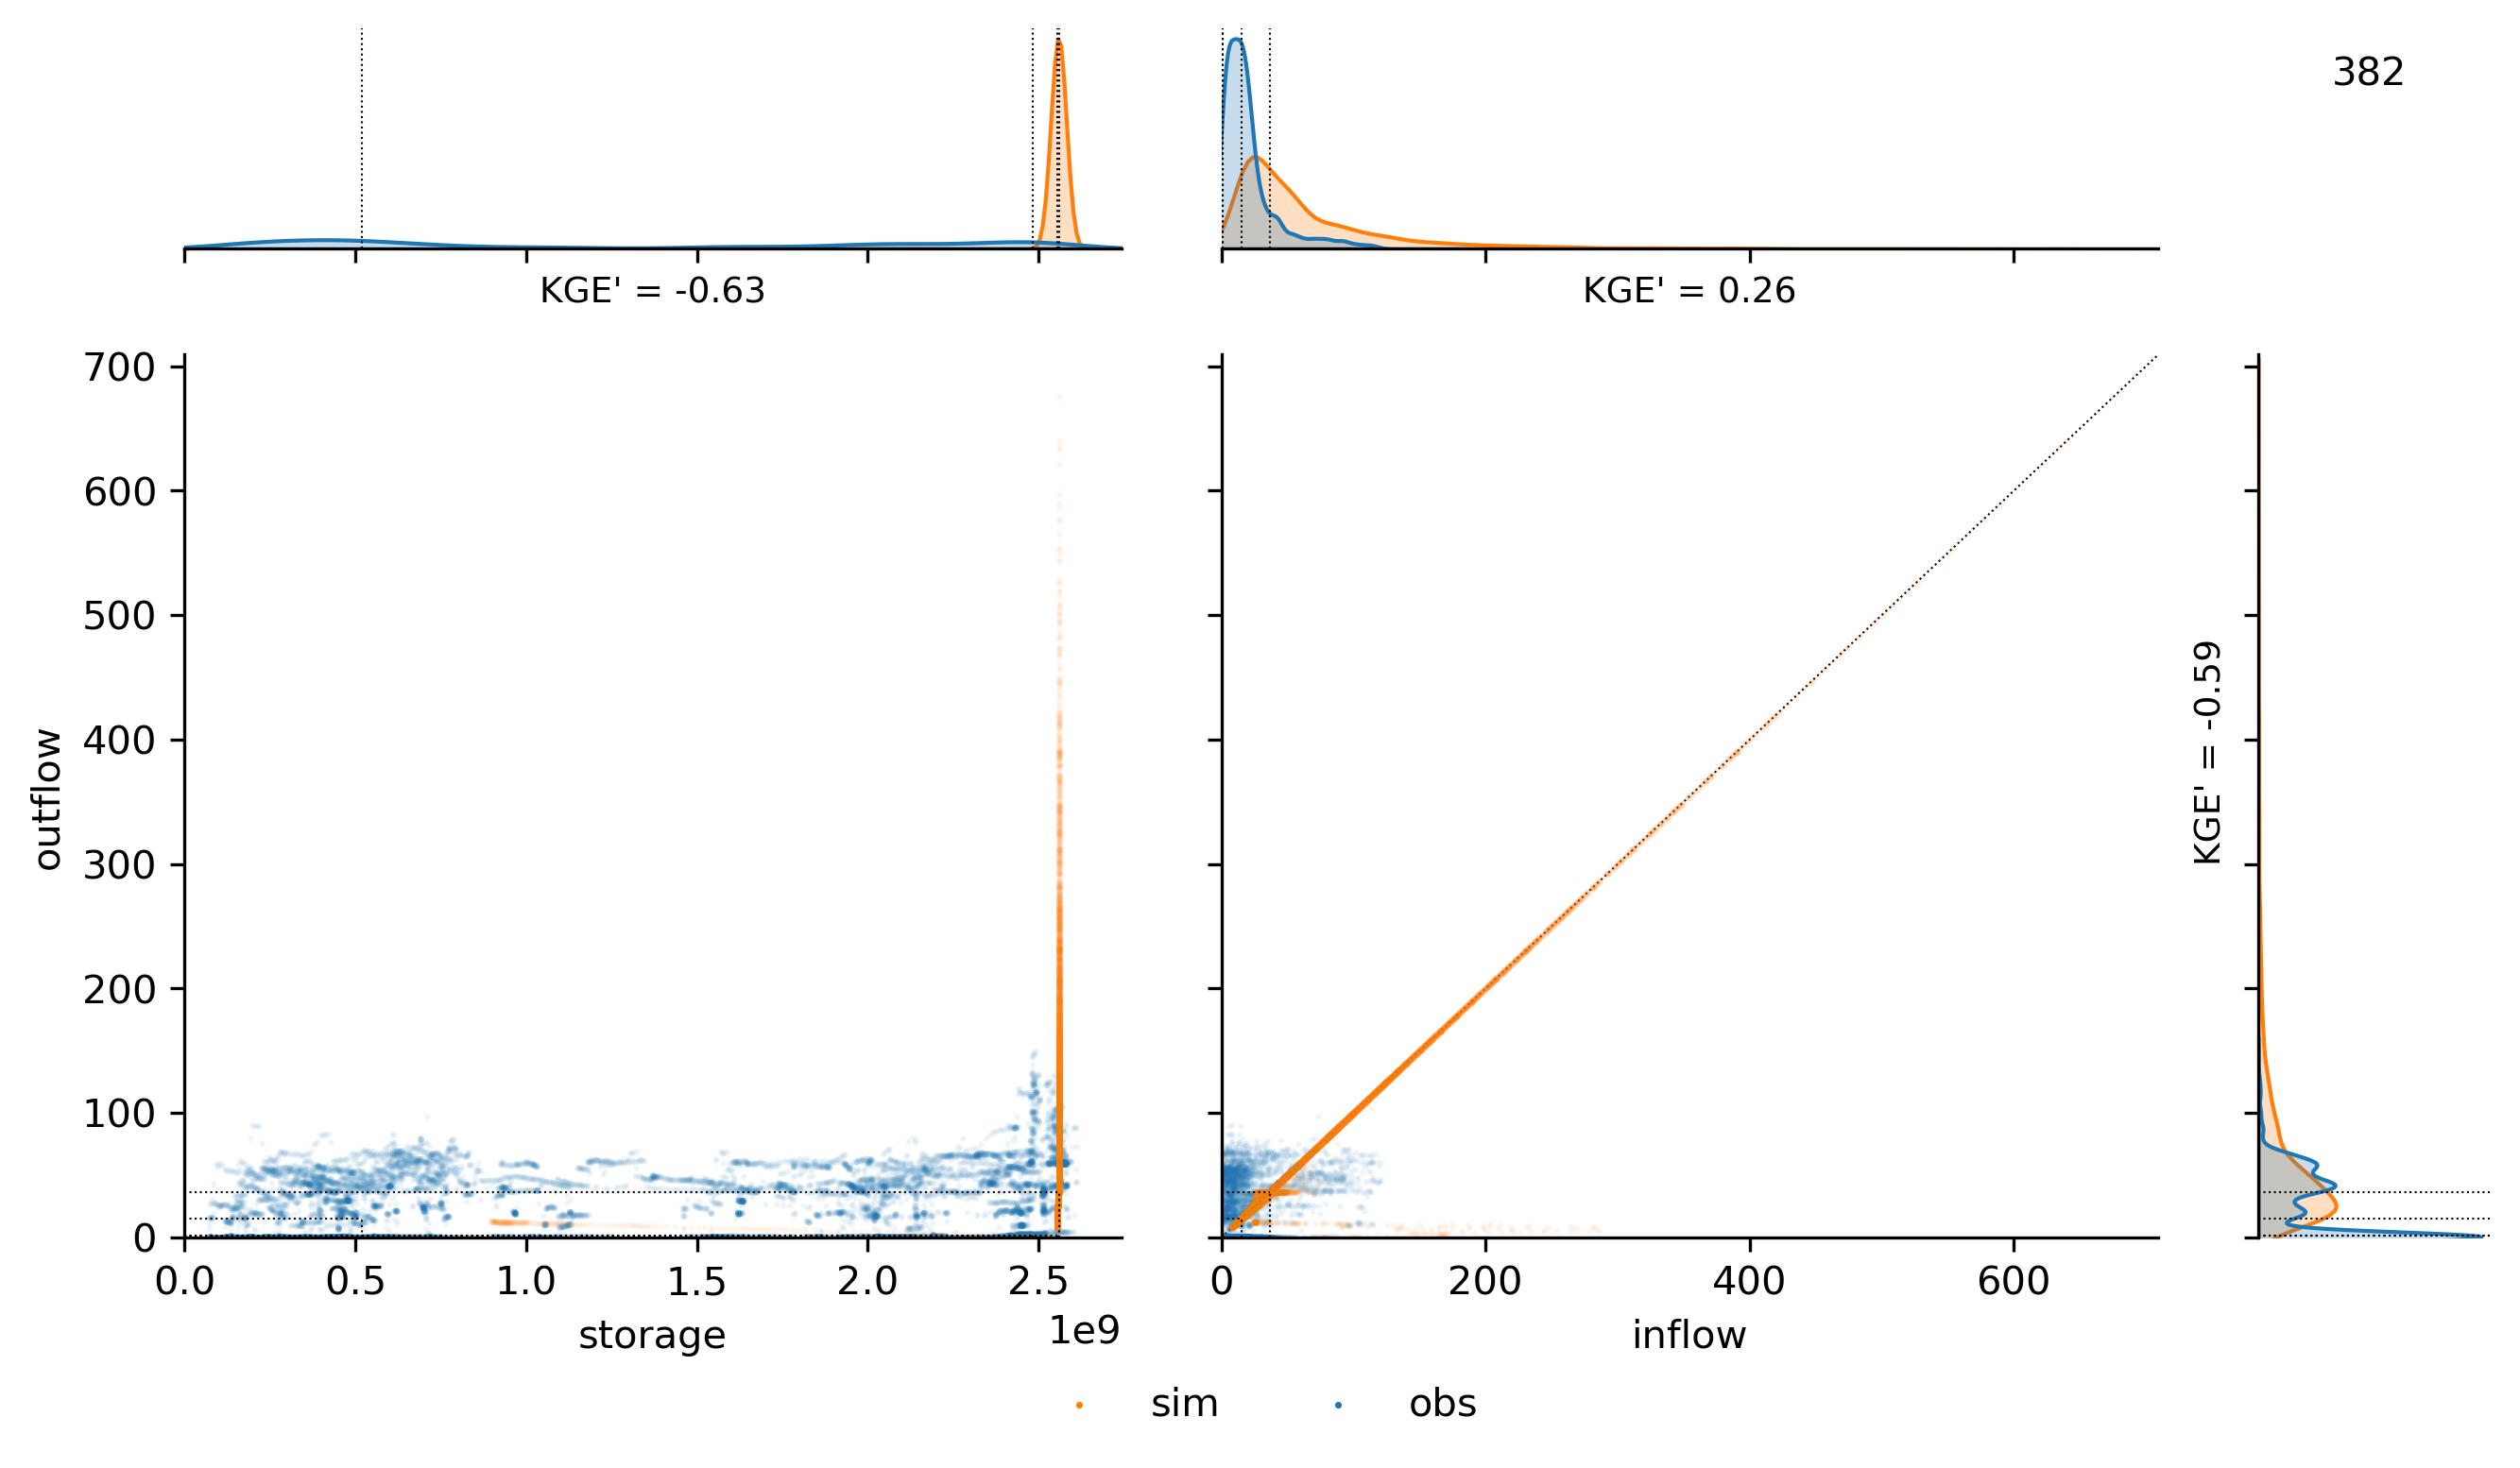 382
KGE' = -0.63
KGE' = 0.26
700
600
500
400
300
200
100
0
outflow
KGE' = -0.59
0.0 0.5 1.0 1.5 2.0 2.5
0 200 400 600
1e9
storage
inflow
sim obs